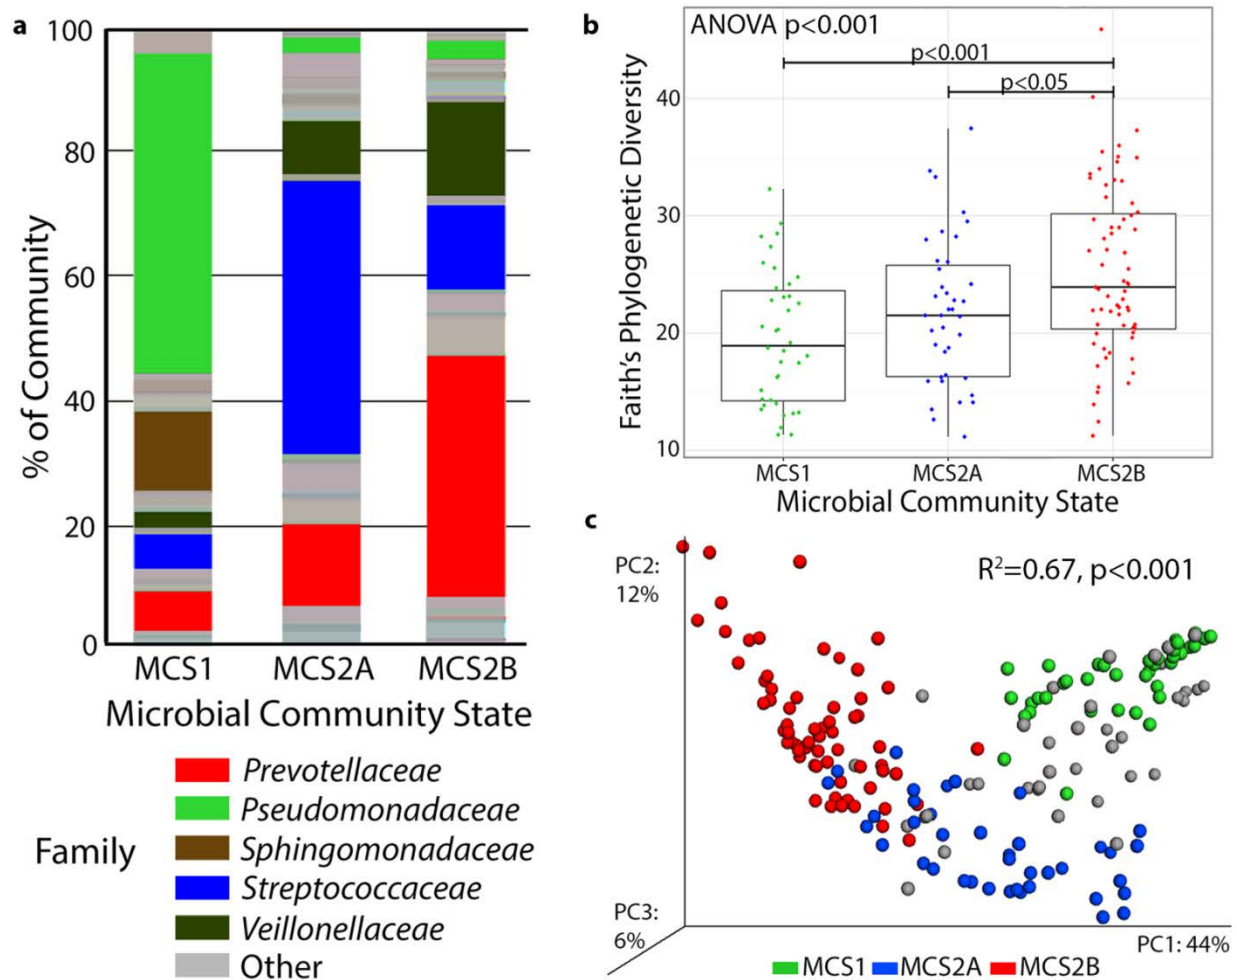 a
100
80
60
40
20
0
% of Community
MCS1 MCS2A MCS2B
Microbial Community State
Family
Prevotellaceae
Pseudomonadaceae
Sphingomonadaceae
Streptococcaceae
Veillonellaceae
Other
b
ANOVA p<0.001
p<0.001
p<0.05
40
30
20
10
Faith's Phylogenetic Diversity
MCS1 MCS2A MCS2B
Microbial Community State
c
PC2:
12%
R²=0.67, p<0.001
PC3:
6%
PC1: 44%
MCS1 MCS2A MCS2B